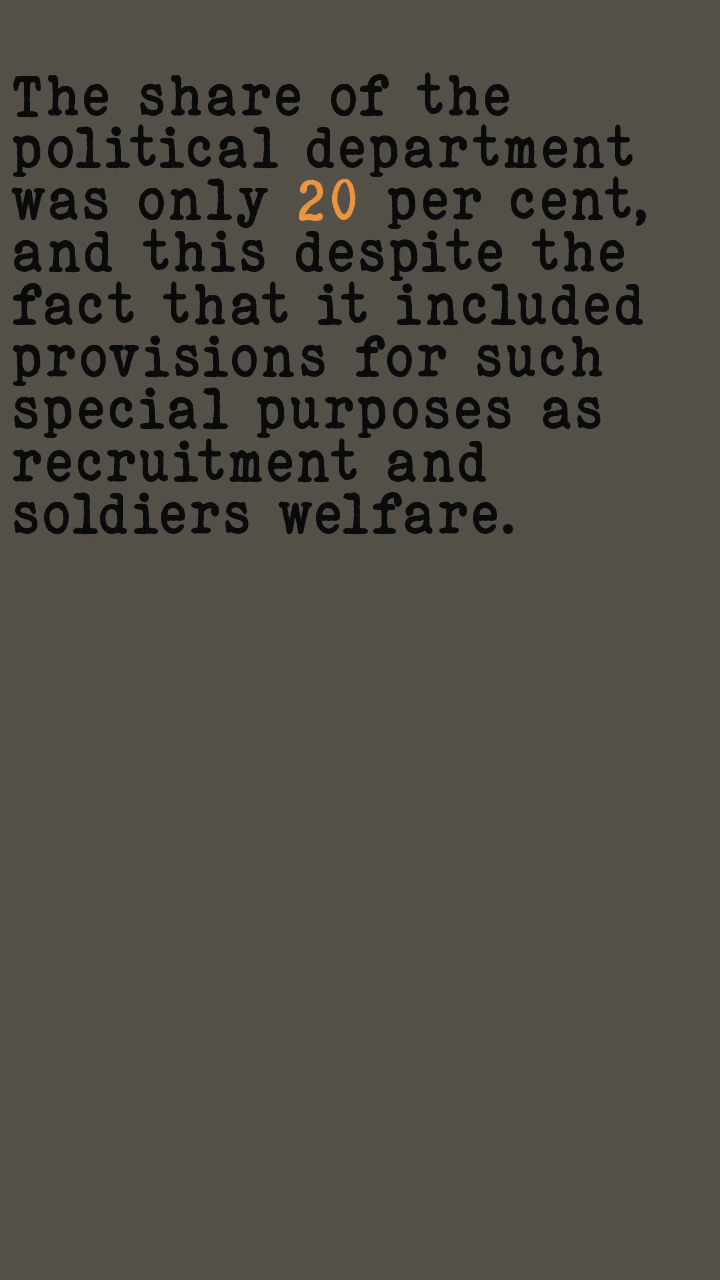 The share of the
political department
was only 20 per cent,
and this despite the
fact that it included
provisions for such
special purposes as
recruitment and
soldiers welfare.